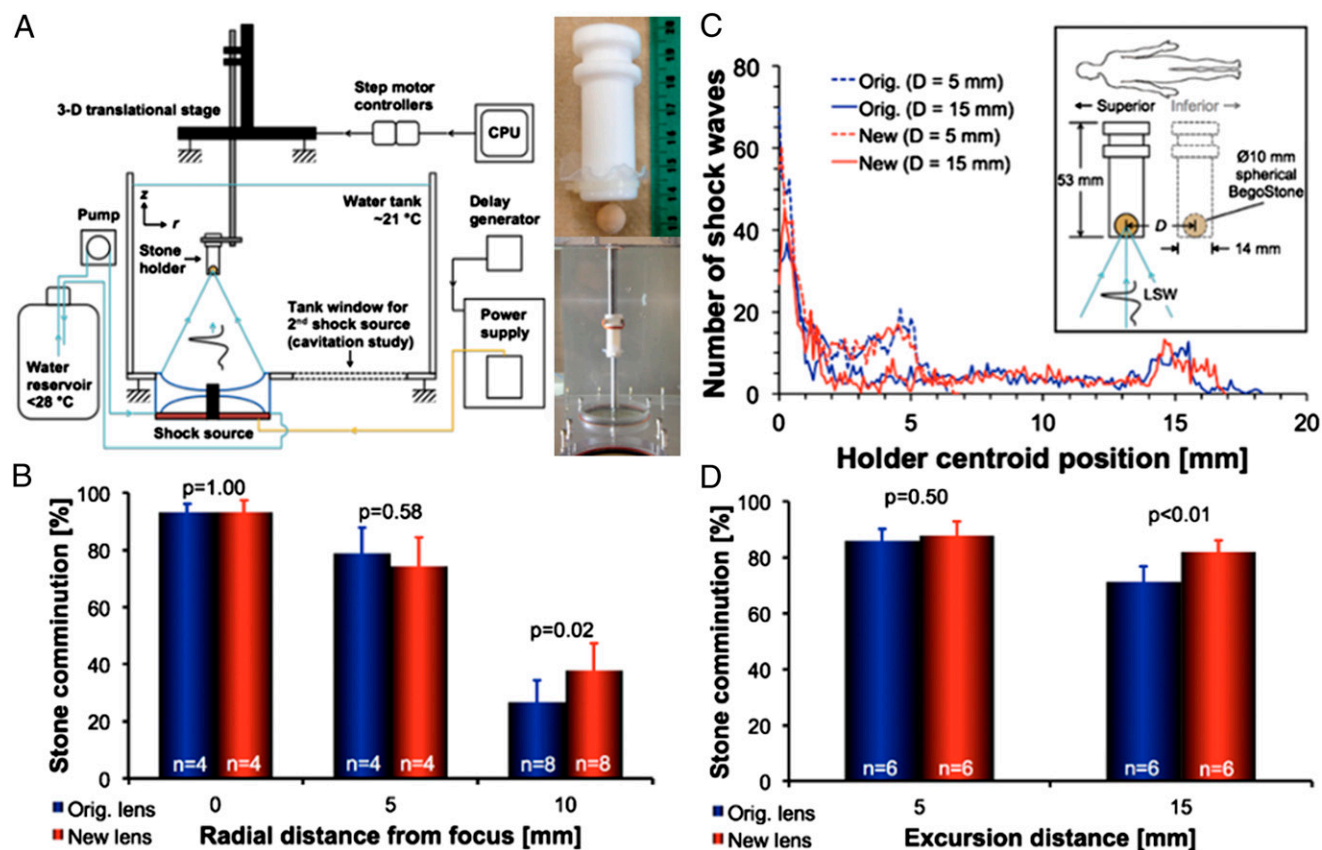 A
3-D translational stage
Step motor
controllers
CPU
Water tank
~21 °C
z
r
Pump
Delay
generator
Stone
holder
Tank window for
2nd shock source
(cavitation study)
Power
supply
Water
reservoir
<28 °C
Shock source
C
Number of shock waves
80
60
40
20
0
Orig. (D = 5 mm)
Orig. (D = 15 mm)
New (D = 5 mm)
New (D = 15 mm)
Superior
Inferior
53 mm
Ø10 mm
spherical
BegoStone
D
14 mm
LSW
0
5
10
15
20
Holder centroid position [mm]
B
Stone comminution [%]
100
80
60
40
20
0
p=1.00
p=0.58
p=0.02
n=4
n=4
n=4
n=4
n=8
n=8
0
5
10
Orig. lens
New lens
Radial distance from focus [mm]
D
Stone comminution [%]
100
80
60
40
20
0
p=0.50
p<0.01
n=6
n=6
n=6
n=6
5
15
Orig. lens
New lens
Excursion distance [mm]